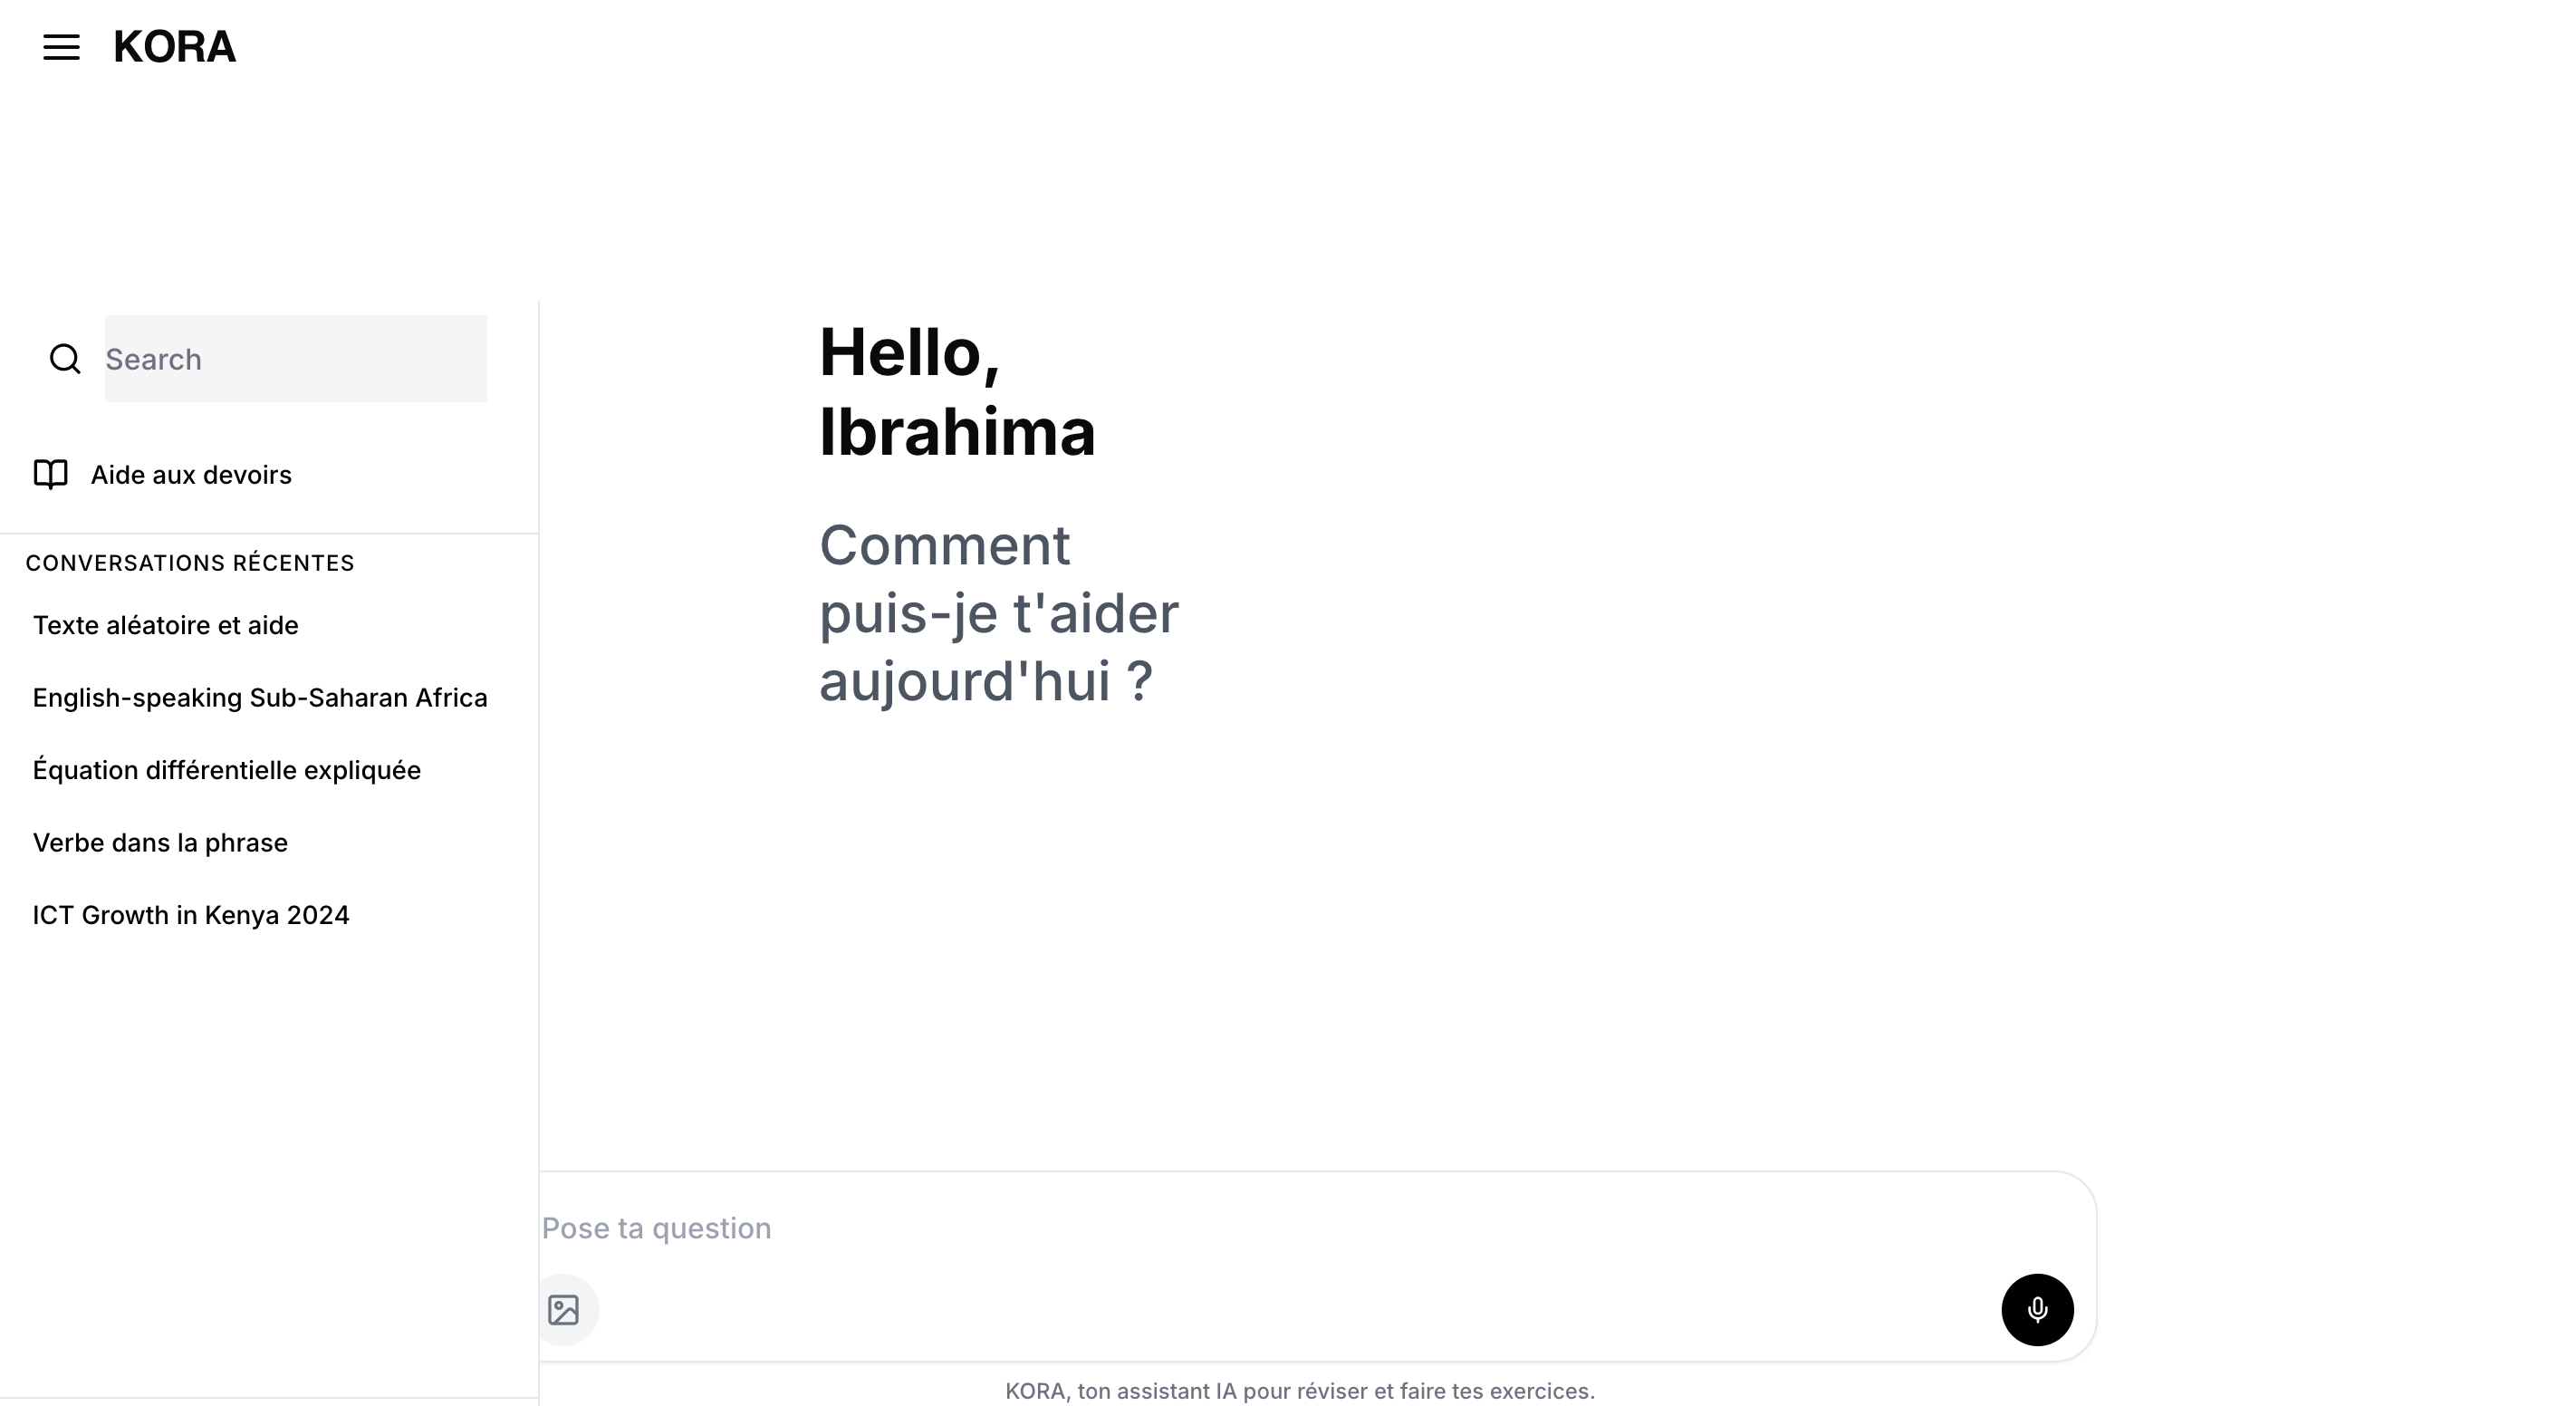 KORA
Search
Aide aux devoirs
CONVERSATIONS RÉCENTES
Texte aléatoire et aide
English-speaking Sub-Saharan Africa
Équation différentielle expliquée
Verbe dans la phrase
ICT Growth in Kenya 2024
Hello,
Ibrahima
Comment
puis-je t'aider
aujourd'hui ?
Pose ta question
KORA, ton assistant IA pour réviser et faire tes exercices.